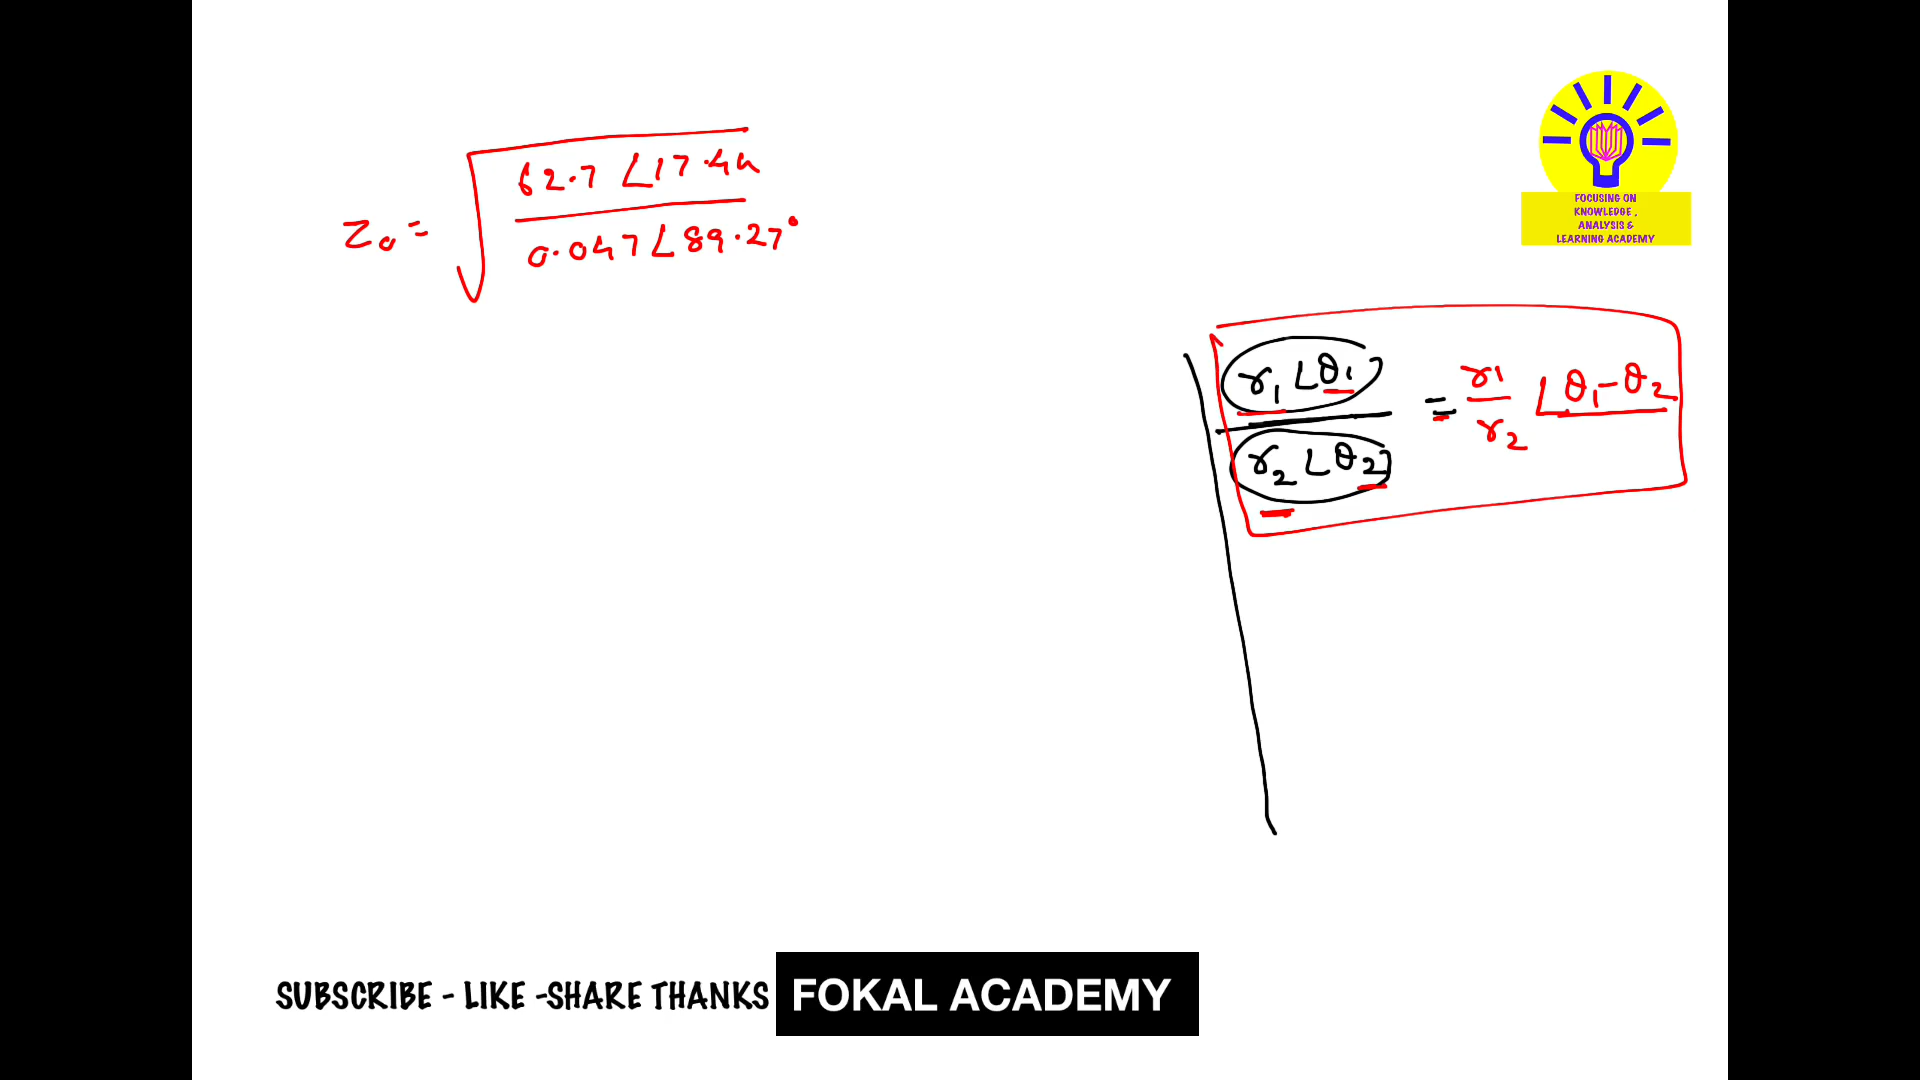 Z₀ = √(62.7 ∠17.44 / 0.047 ∠89.27°)
FOCUSING ON
KNOWLEDGE ,
ANALYSIS &
LEARNING ACADEMY
r₁ ∠θ₁ / r₂ ∠θ₂ = r1 / r₂ ∠θ₁-θ₂
SUBSCRIBE - LIKE -SHARE THANKS FOKAL ACADEMY